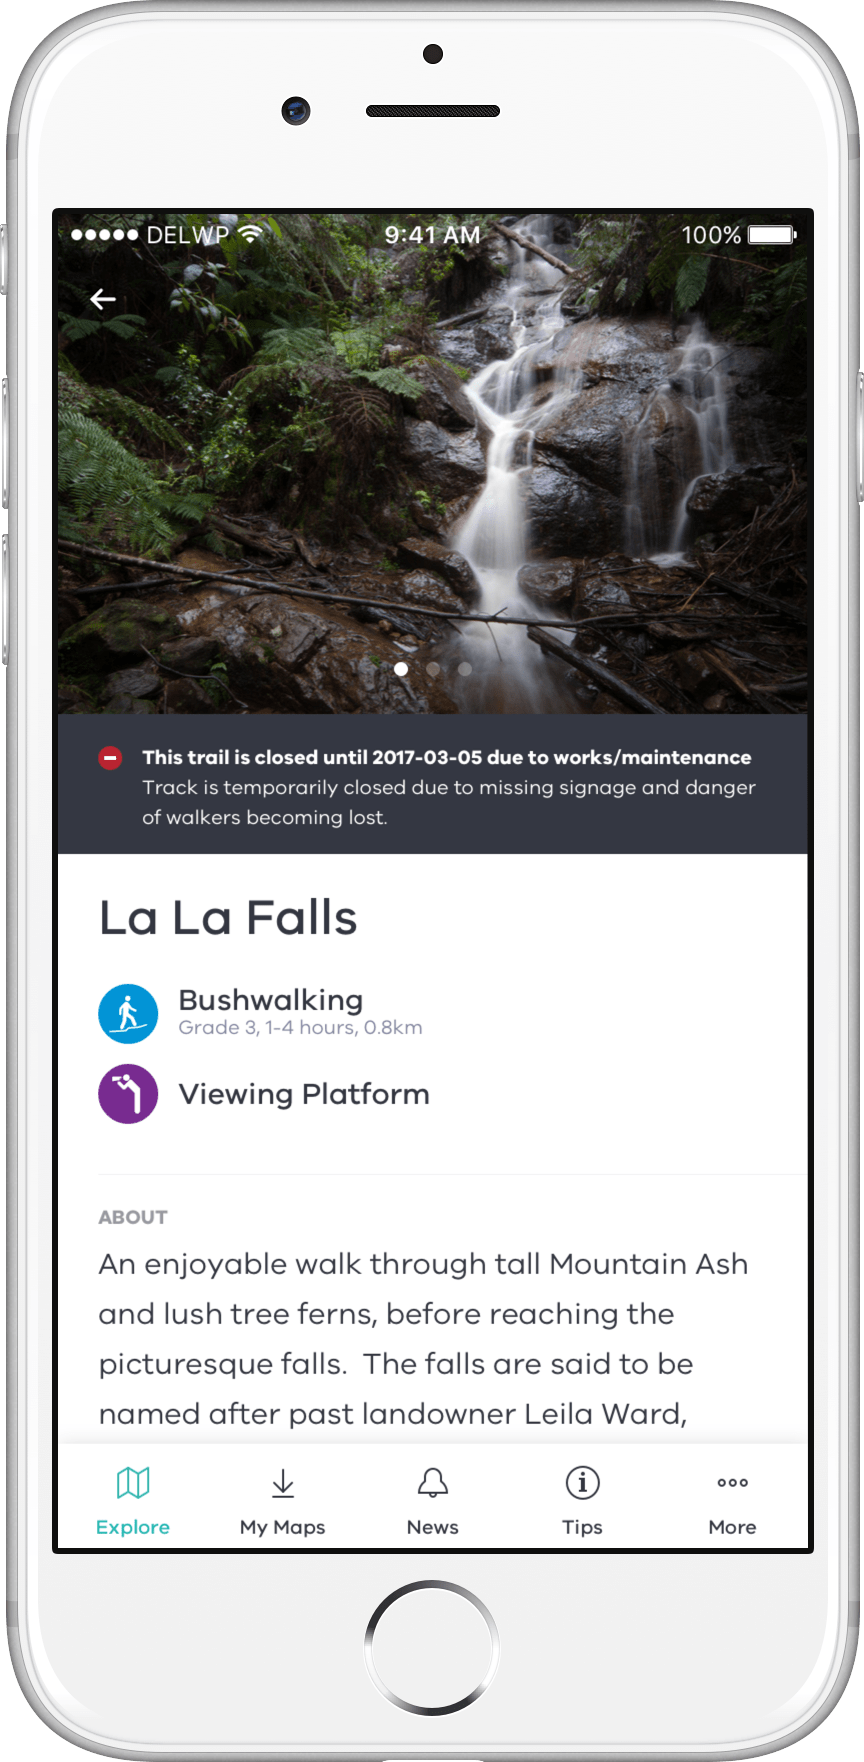 DELWP 9:41 AM 100%
This trail is closed until 2017-03-05 due to works/maintenance
Track is temporarily closed due to missing signage and danger
of walkers becoming lost.
La La Falls
Bushwalking
Grade 3, 1-4 hours, 0.8km
Viewing Platform
ABOUT
An enjoyable walk through tall Mountain Ash
and lush tree ferns, before reaching the
picturesque falls.  The falls are said to be
named after past landowner Leila Ward,
Explore My Maps News Tips More